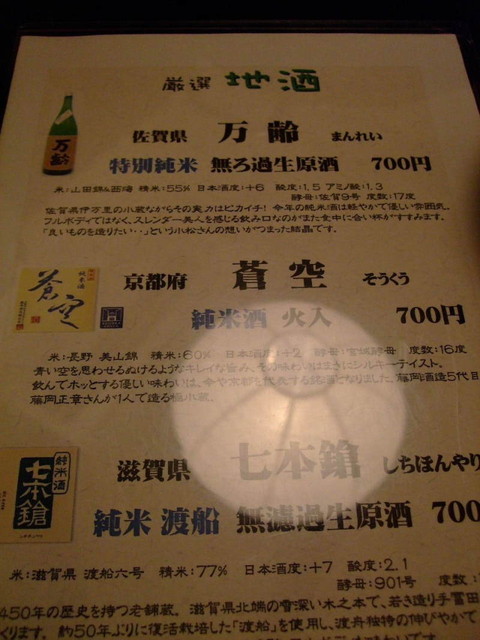 厳選 地酒
万齢
佐賀県 万齢 まんれい
特別純米 無ろ過生原酒 700円
米:山田錦&西海 精米:55% 日本酒度:+6 酸度:1.5 アミノ酸:1.3
酵母:佐賀9号 度数:17度
佐賀県伊万里の小蔵ながらその実力はピカイチ! 今年の純米酒は軽やかで優しい雰囲気。
フルボディではなく、スレンダー美人を感じる飲み口なのがまた食中に合い杯がすすみます。
「良いものを造りたい・・」という小松さんの想いがつまった結晶です。
純米酒
蒼空
京都府 蒼空 そうくう
純米酒 火入 700円
米:長野 美山錦 精米:60% 日本酒度:+2 酵母:宮城酵母 度数:16度
青い空を思わせるぬけるようなキレイな旨み、その味わいはまさにシルキーテイスト。
飲んでホッとする優しい味わいは、今や京都を代表する銘酒になりました。藤岡酒造5代目
藤岡正章さんが1人で造る極小蔵。
純米酒
七本鎗
滋賀県 七本鎗 しちほんやり
純米 渡船 無濾過生原酒 700
米:滋賀県 渡船六号 精米:77% 日本酒度:+7 酸度:2.1
酵母:901号 度数:
450年の歴史を持つ老舗蔵。滋賀県北端の雪深い木之本で、若き造り手冨田
くります。約50年ぶりに復活栽培した「渡船」を使用し、渡舟独特の伸びやかで